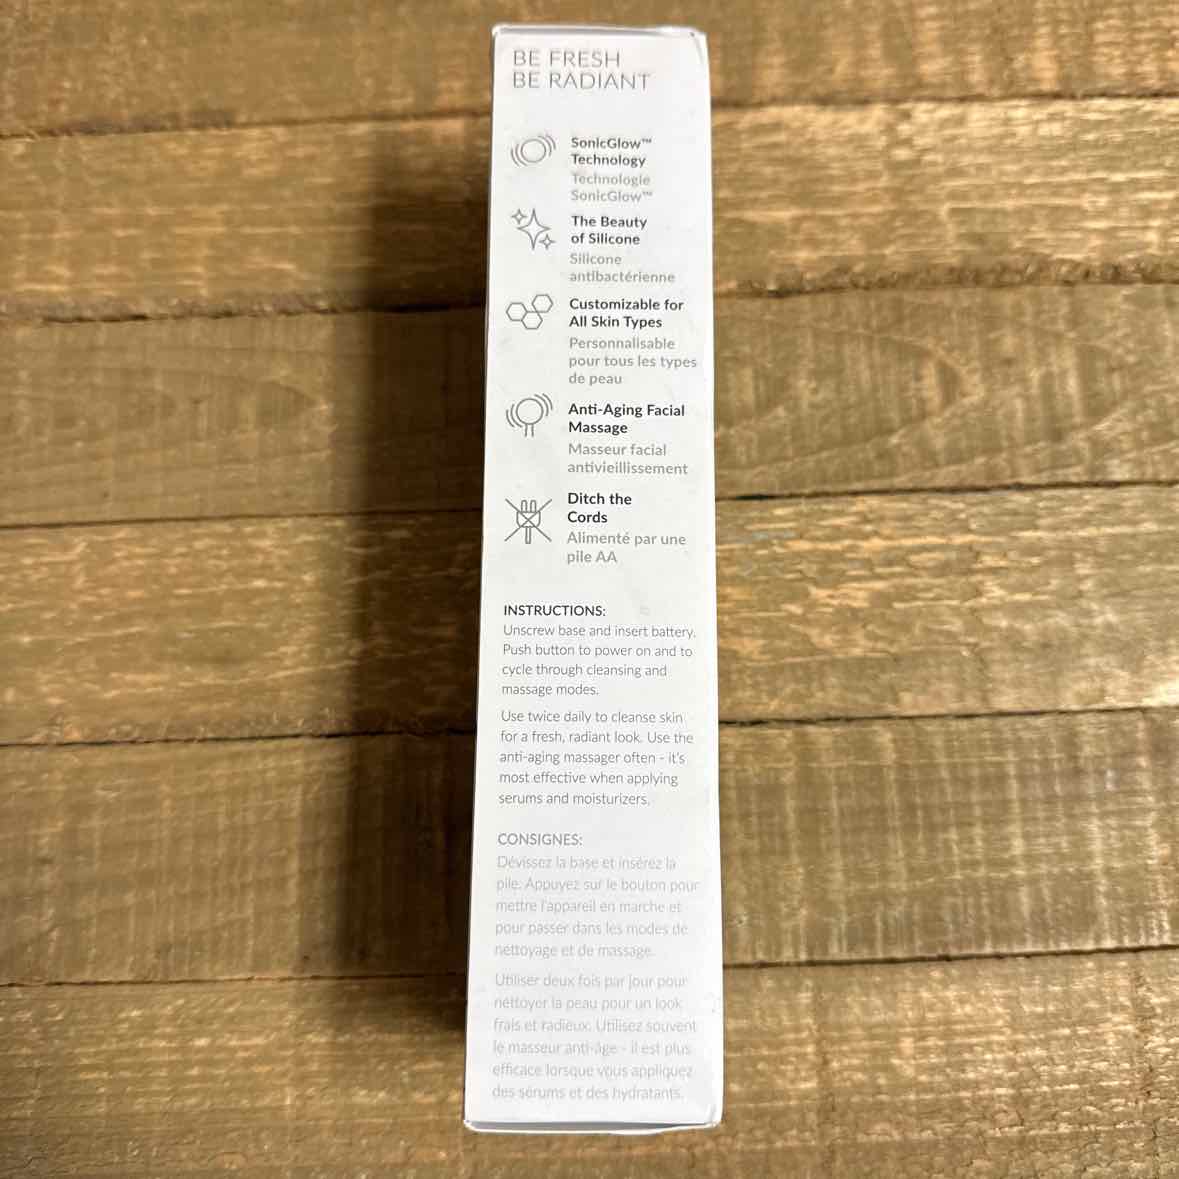 BE FRESH
BE RADIANT
SonicGlow™
Technology
Technologie
SonicGlow™
The Beauty
of Silicone
Silicone
antibactérienne
Customizable for
All Skin Types
Personnalisable
pour tous les types
de peau
Anti-Aging Facial
Massage
Masseur facial
antivieillissement
Ditch the
Cords
Alimenté par une
pile AA
INSTRUCTIONS:
Unscrew base and insert battery.
Push button to power on and to
cycle through cleansing and
massage modes.
Use twice daily to cleanse skin
for a fresh, radiant look. Use the
anti-aging massager often - it's
most effective when applying
serums and moisturizers.
CONSIGNES:
Dévissez la base et insérez la
pile. Appuyez sur le bouton pour
mettre l'appareil en marche et
pour passer dans les modes de
nettoyage et de massage.
Utiliser deux fois par jour pour
nettoyer la peau pour un look
frais et radieux. Utilisez souvent
le masseur anti-âge - il est plus
efficace lorsque vous appliquez
des sérums et des hydratants.